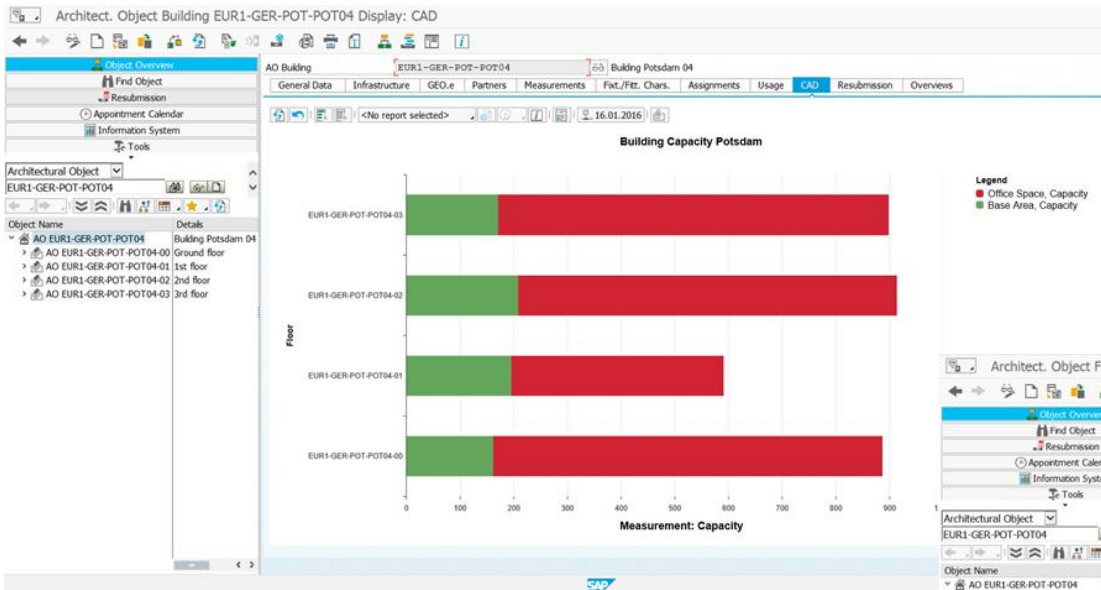 Architect. Object Building EUR1-GER-POT-POT04 Display: CAD
Object Overview
Find Object
Resubmission
Appointment Calendar
Information System
Tools
Architectural Object
EUR1-GER-POT-POT04
Object Name Details
AO EUR1-GER-POT-POT04 Building Potsdam 04
AO EUR1-GER-POT-POT04-00 Ground floor
AO EUR1-GER-POT-POT04-01 1st floor
AO EUR1-GER-POT-POT04-02 2nd floor
AO EUR1-GER-POT-POT04-03 3rd floor
AO Building EUR1-GER-POT-POT04 Building Potsdam 04
General Data Infrastructure GEO.e Partners Measurements Fixt./Fitt. Chars. Assignments Usage CAD Resubmission Overviews
<No report selected> 16.01.2016
Building Capacity Potsdam
Legend
Office Space, Capacity
Base Area, Capacity
Floor
EUR1-GER-POT-POT04-03
EUR1-GER-POT-POT04-02
EUR1-GER-POT-POT04-01
EUR1-GER-POT-POT04-00
0 100 200 300 400 500 600 700 800 900 1
Measurement: Capacity
SAP
Architect. Object F
Object Overvie
Find Object
Resubmission
Appointment Caler
Information Syst
Tools
Architectural Object
EUR1-GER-POT-POT04
Object Name
AO EUR1-GER-POT-POT04